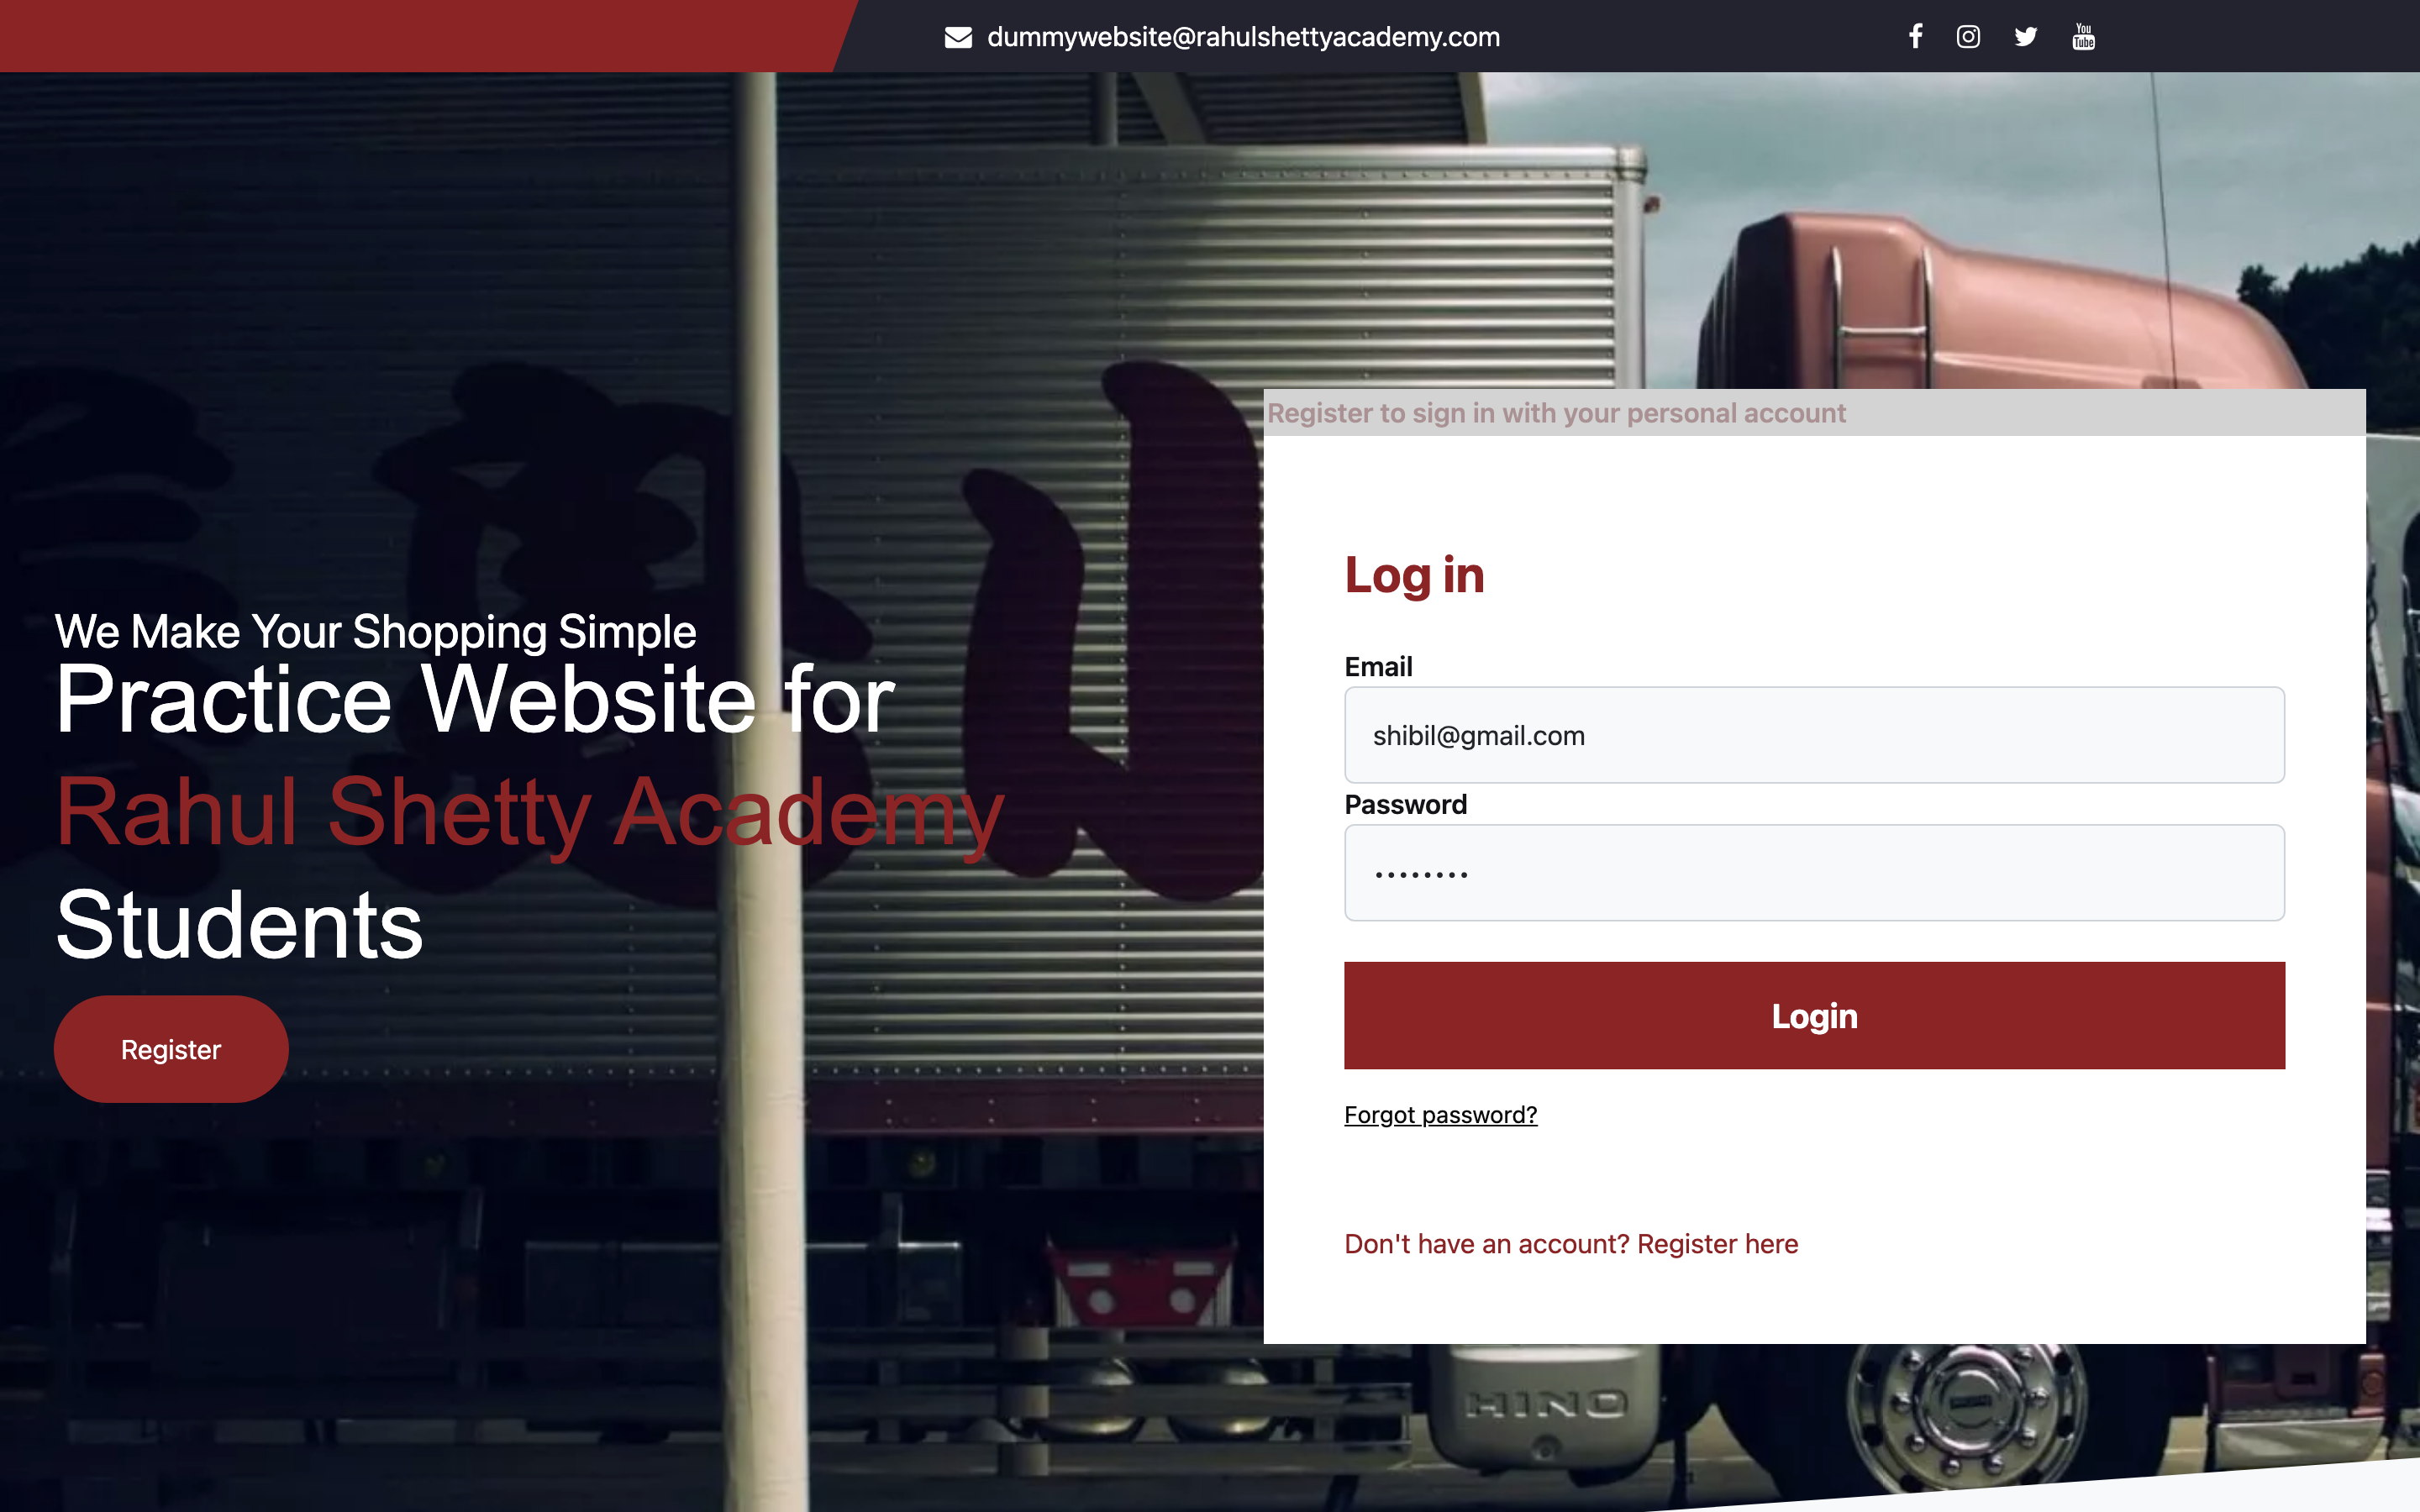 dummywebsite@rahulshettyacademy.com
You
Tube
Register to sign in with your personal account
Log in
We Make Your Shopping Simple
Practice Website for
Rahul Shetty Academy
Students
Register
Email
shibil@gmail.com
Password
••••••••
Login
Forgot password?
Don't have an account? Register here
HINO